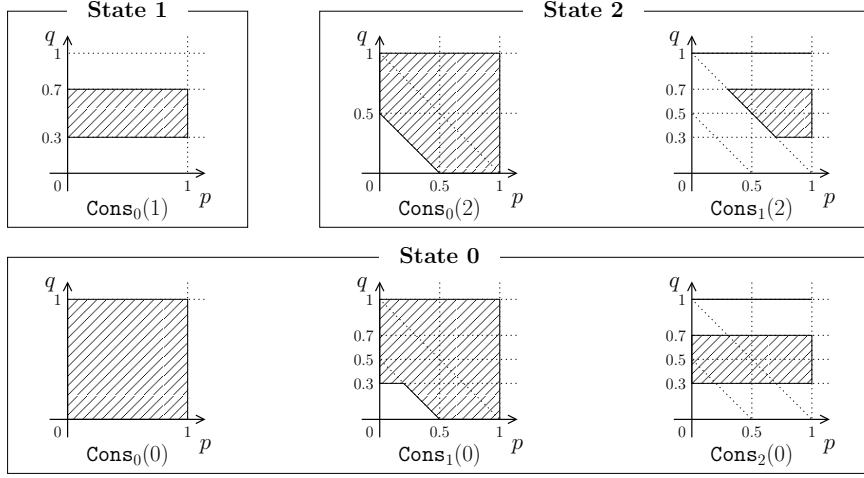 State 1
q
1
0.7
0.3
0
1
p
Cons₀(1)
State 2
q
1
0.5
0
0.5
1
p
Cons₀(2)
q
1
0.7
0.5
0.3
0
0.5
1
p
Cons₁(2)
State 0
q
1
0
1
p
Cons₀(0)
q
1
0.7
0.5
0.3
0
0.5
1
p
Cons₁(0)
q
1
0.7
0.5
0.3
0
0.5
1
p
Cons₂(0)